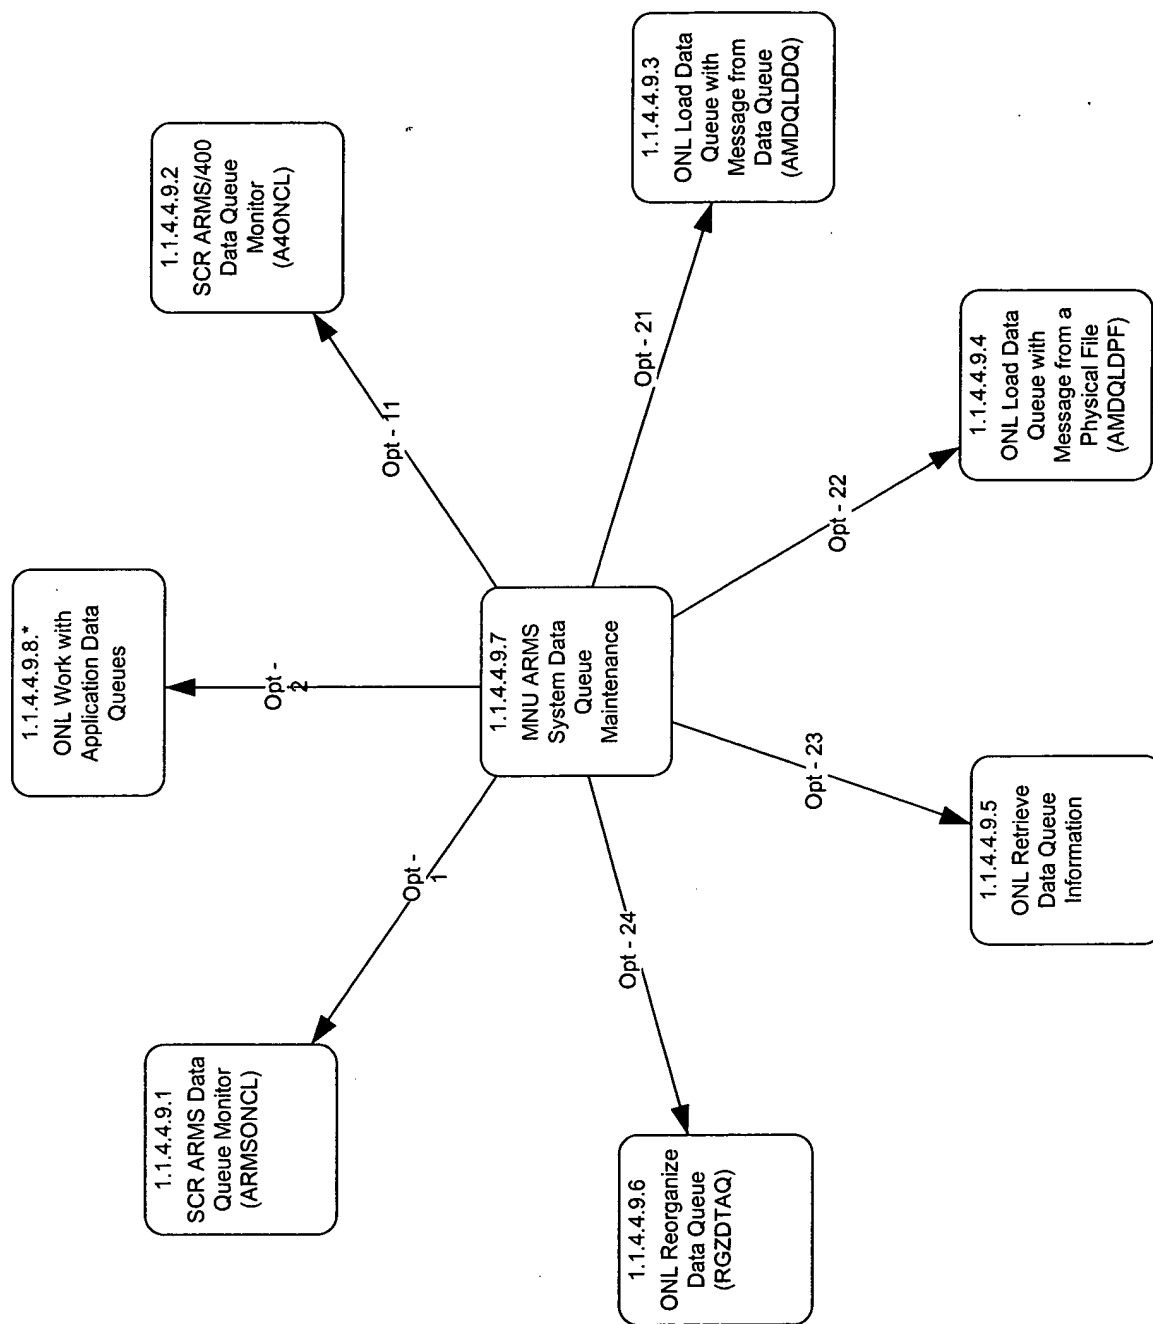 1.1.4.4.9.1
SCR ARMS Data
Queue Monitor
(ARMSONCL)
1.1.4.4.9.8.*
ONL Work with
Application Data
Queues
1.1.4.4.9.2
SCR ARMS/400
Data Queue
Monitor
(A4ONCL)
Opt -
1
Opt -
2
Opt - 11
1.1.4.4.9.6
ONL Reorganize
Data Queue
(RGZDTAQ)
Opt - 24
1.1.4.4.9.7
MNU ARMS
System Data
Queue
Maintenance
Opt - 21
1.1.4.4.9.3
ONL Load Data
Queue with
Message from
Data Queue
(AMDQLDDQ)
Opt - 23
Opt - 22
1.1.4.4.9.5
ONL Retrieve
Data Queue
Information
1.1.4.4.9.4
ONL Load Data
Queue with
Message from a
Physical File
(AMDQLDPF)